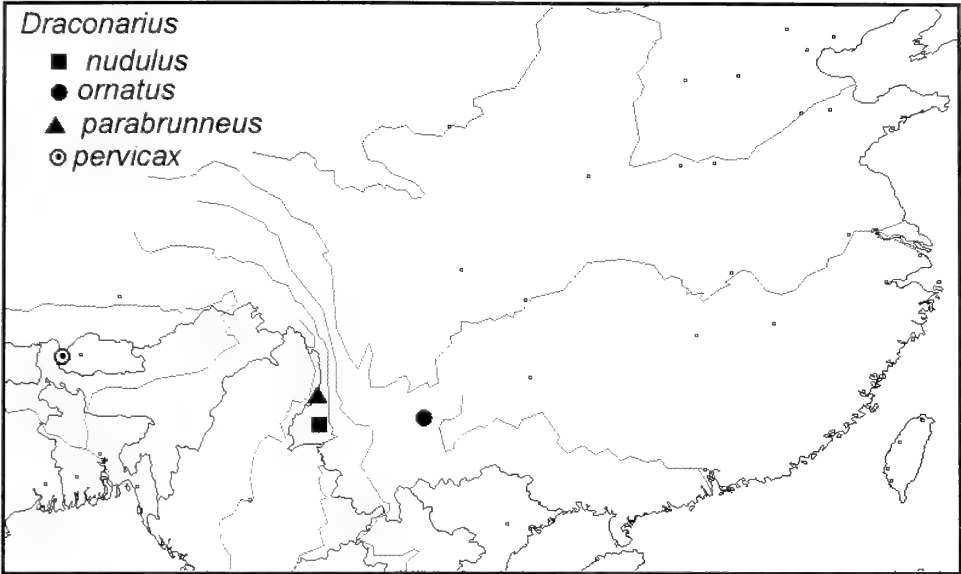 Draconarius
nudulus
ornatus
parabrunneus
pervicax